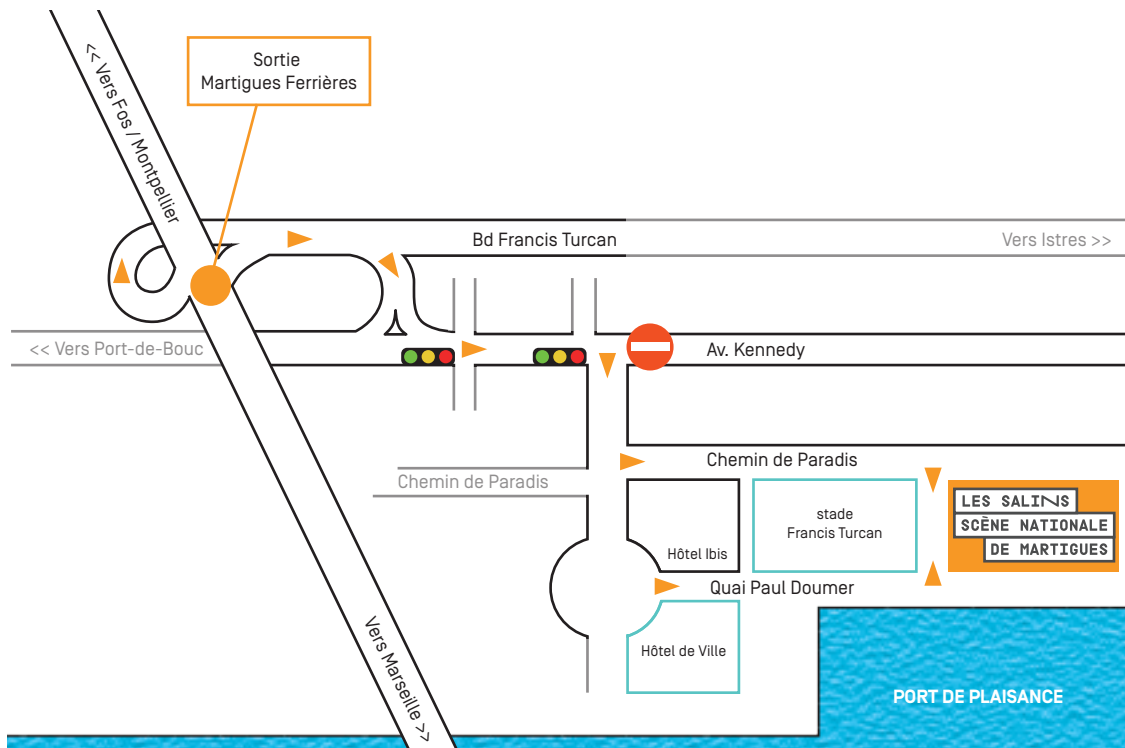 << Vers Fos / Montpellier
Sortie
Martigues Ferrières
Bd Francis Turcan
Vers Istres >>
<< Vers Port-de-Bouc
Av. Kennedy
Chemin de Paradis
Chemin de Paradis
stade
Francis Turcan
LES SALINS
SCÈNE NATIONALE
DE MARTIGUES
Hôtel Ibis
Quai Paul Doumer
Hôtel de Ville
Vers Marseille >>
PORT DE PLAISANCE